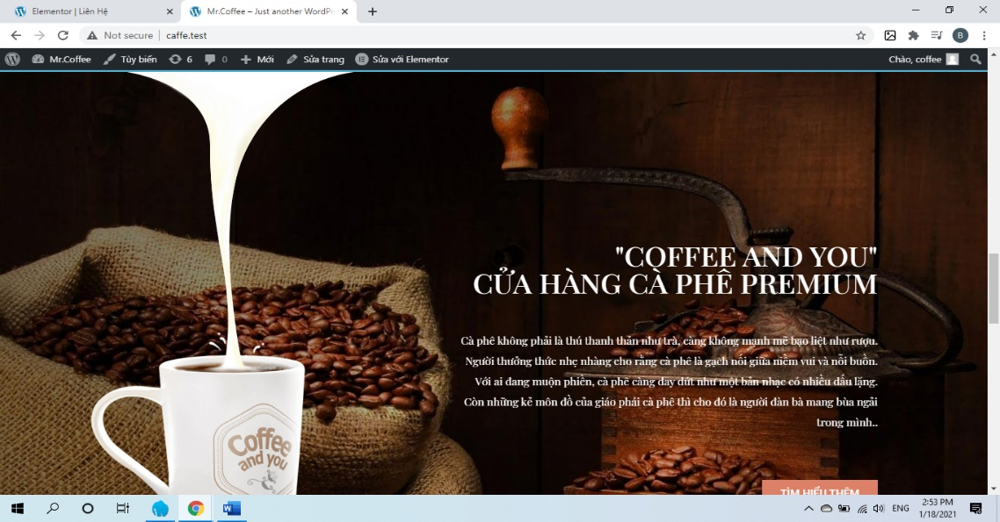 Elementor | Liên Hệ
Mr.Coffee – Just another WordPr
Not secure
caffe.test
B
Mr.Coffee
Tùy biến
6
0
Mới
Sửa trang
Sửa với Elementor
Chào, coffee
"COFFEE AND YOU"
CỬA HÀNG CÀ PHÊ PREMIUM
Cà phê không phải là thú thanh thản như trà, càng không mạnh mẽ bạo liệt như rượu.
Người thưởng thức nhẹ nhàng cho rằng cà phê là gạch nối giữa niềm vui và nỗi buồn.
Với ai đang muộn phiền, cà phê càng day dứt như một bản nhạc có nhiều dấu lặng.
Còn những kẻ môn đồ của giáo phái cà phê thì cho đó là người đàn bà mang bùa ngải
trong mình..
Coffee
and you
TÌM HIỂU THÊM
ENG
2:53 PM
1/18/2021